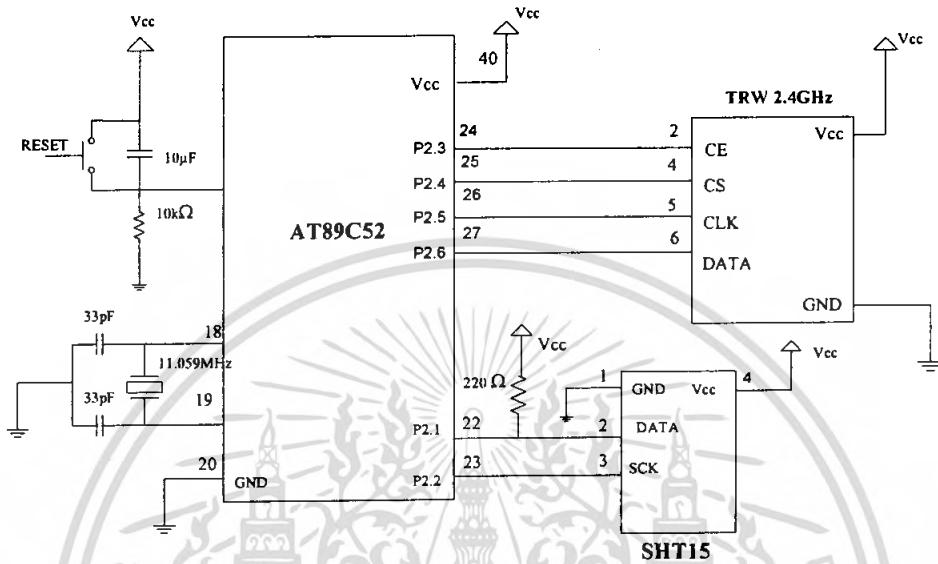 Vcc
Vcc
Vcc
40
Vcc
TRW 2.4GHz
Vcc
24
2
P2.3
CE
RESET
10µF
25
4
P2.4
CS
26
5
10kΩ
AT89C52
P2.5
CLK
27
6
P2.6
DATA
GND
33pF
18
11.059MHz
Vcc
Vcc
220 Ω
1
GND
Vcc
4
33pF
19
P2.1
22
2
DATA
20
GND
P2.2
23
3
SCK
SHT15